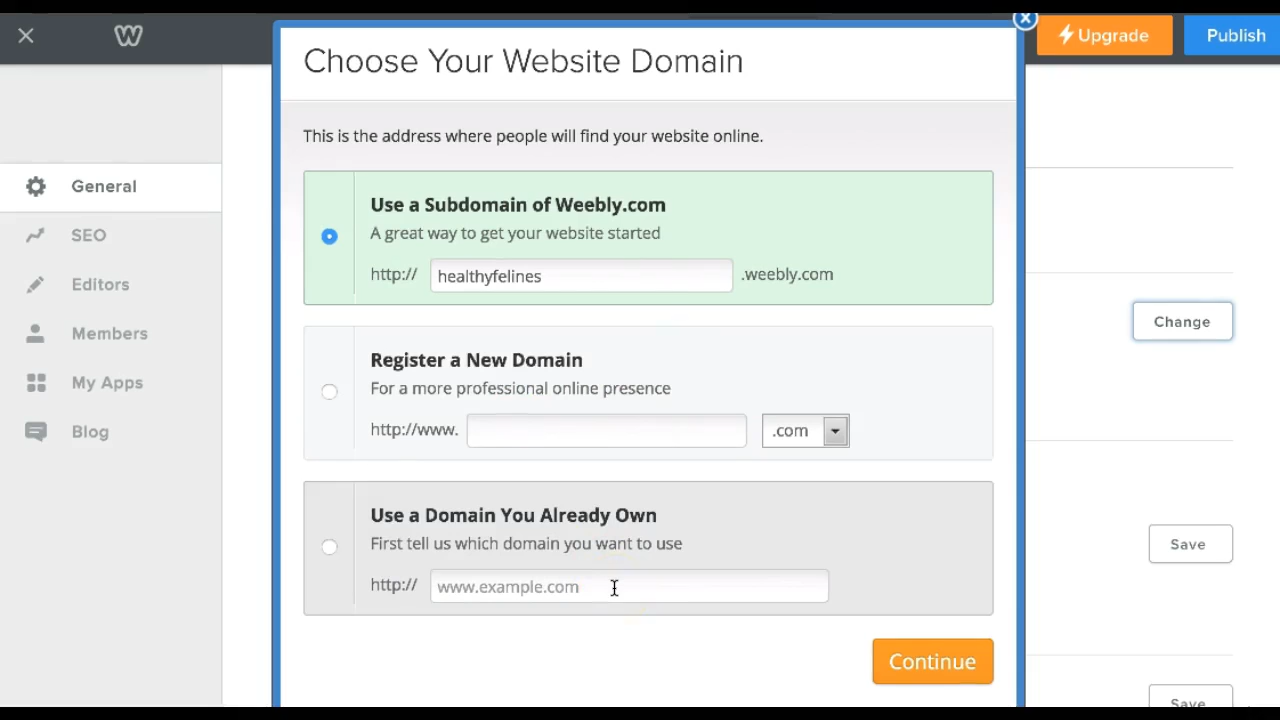 Upgrade
Publish
Choose Your Website Domain
This is the address where people will find your website online.
General
SEO
Editors
Members
My Apps
Blog
Use a Subdomain of Weebly.com
A great way to get your website started
http:// healthyfelines .weebly.com
Register a New Domain
For a more professional online presence
http://www. .com
Change
Use a Domain You Already Own
First tell us which domain you want to use
http:// www.example.com
Save
Continue
Save